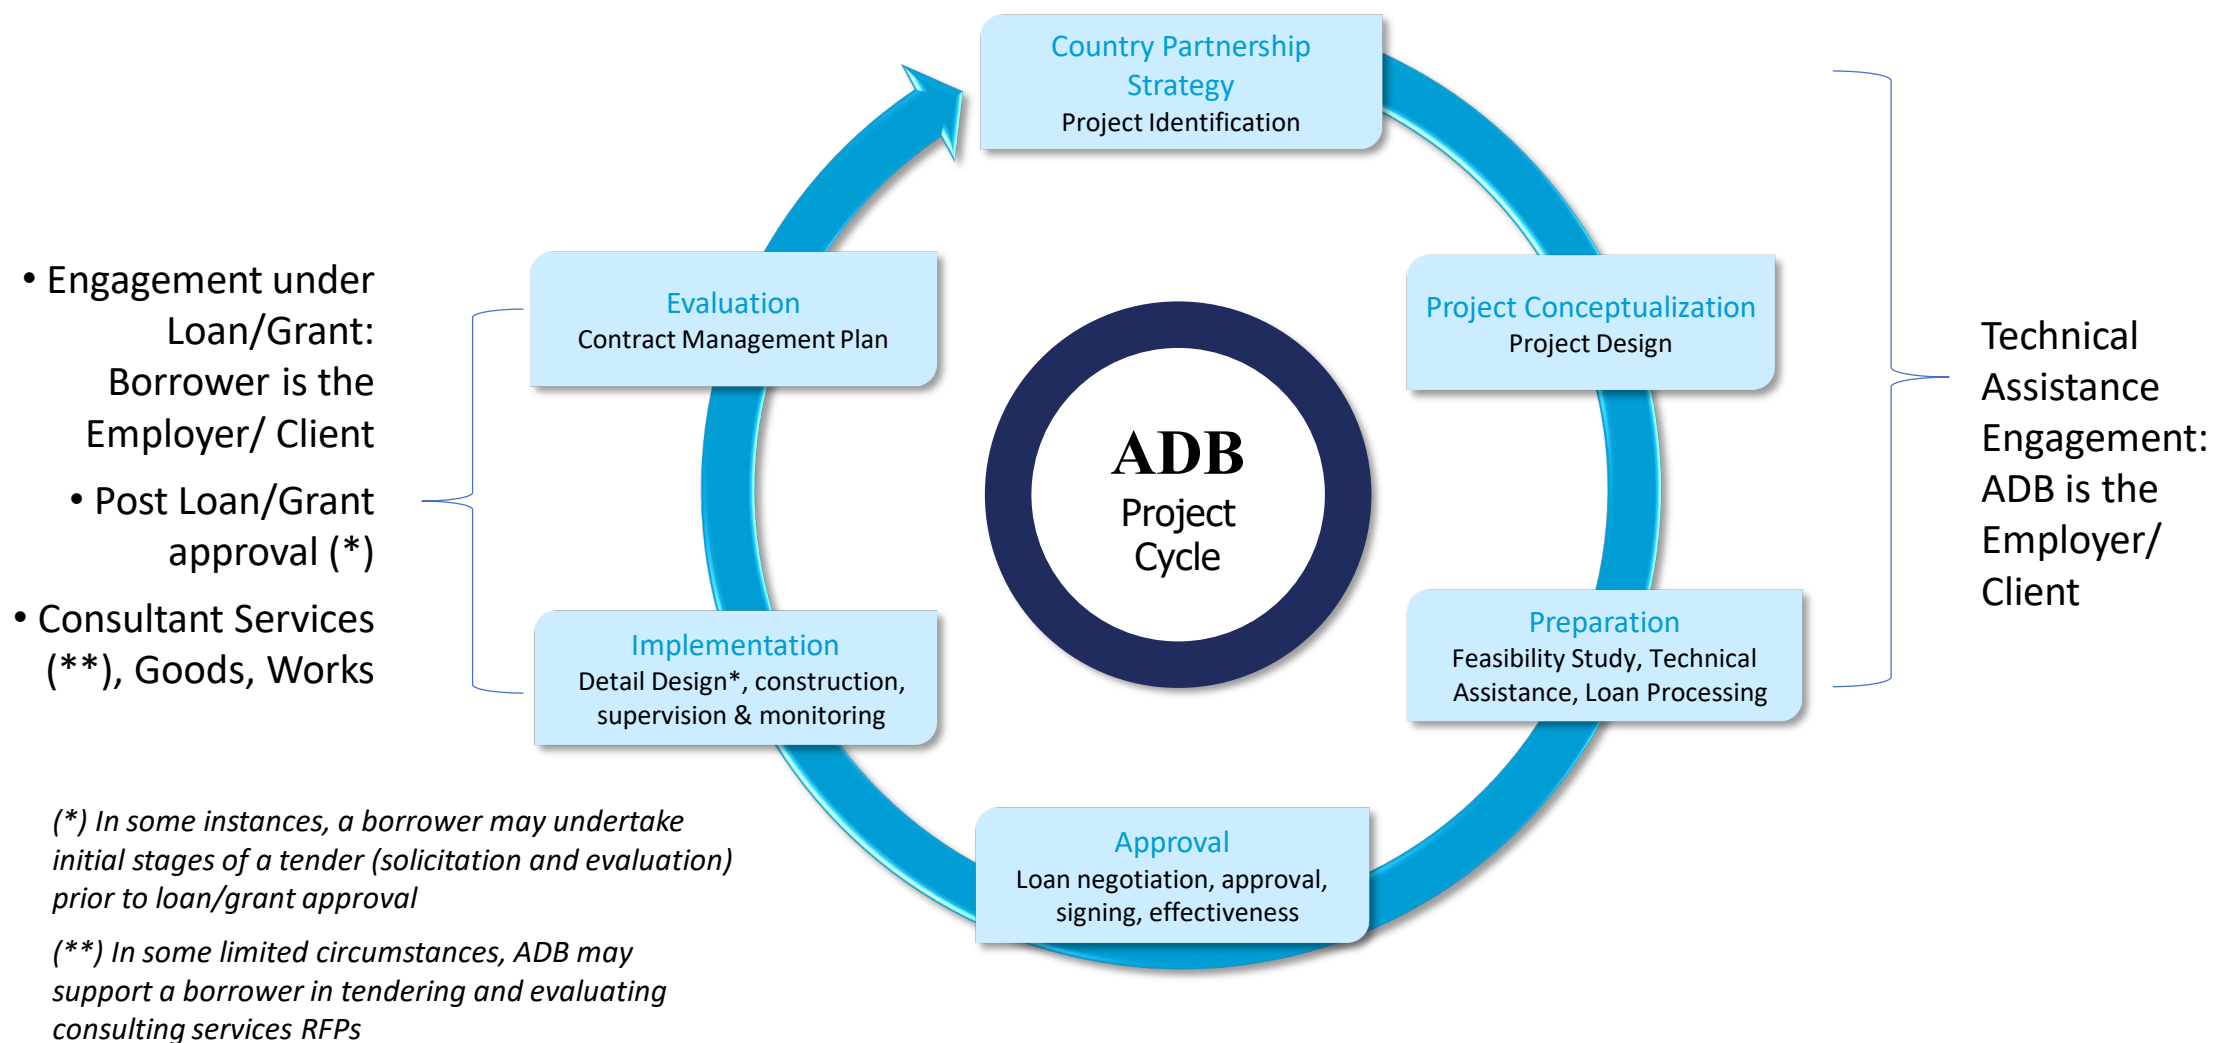 Country Partnership
Strategy
Project Identification
Project Conceptualization
Project Design
Preparation
Feasibility Study, Technical
Assistance, Loan Processing
Approval
Loan negotiation, approval,
signing, effectiveness
Implementation
Detail Design*, construction,
supervision & monitoring
Evaluation
Contract Management Plan
ADB
Project
Cycle
• Engagement under
Loan/Grant:
Borrower is the
Employer/ Client
• Post Loan/Grant
approval (*)
• Consultant Services
(**), Goods, Works
Technical
Assistance
Engagement:
ADB is the
Employer/
Client
(*) In some instances, a borrower may undertake
initial stages of a tender (solicitation and evaluation)
prior to loan/grant approval
(**) In some limited circumstances, ADB may
support a borrower in tendering and evaluating
consulting services RFPs